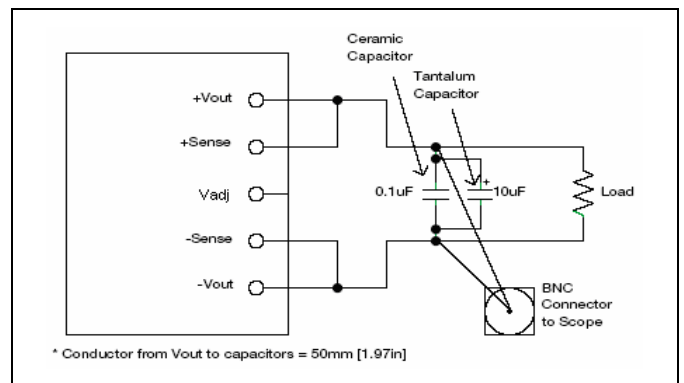 Ceramic
Capacitor
Tantalum
Capacitor
+Vout
+Sense
Vadj
-Sense
-Vout
0.1uF
+
10uF
Load
BNC
Connector
to Scope
* Conductor from Vout to capacitors = 50mm [1.97in]